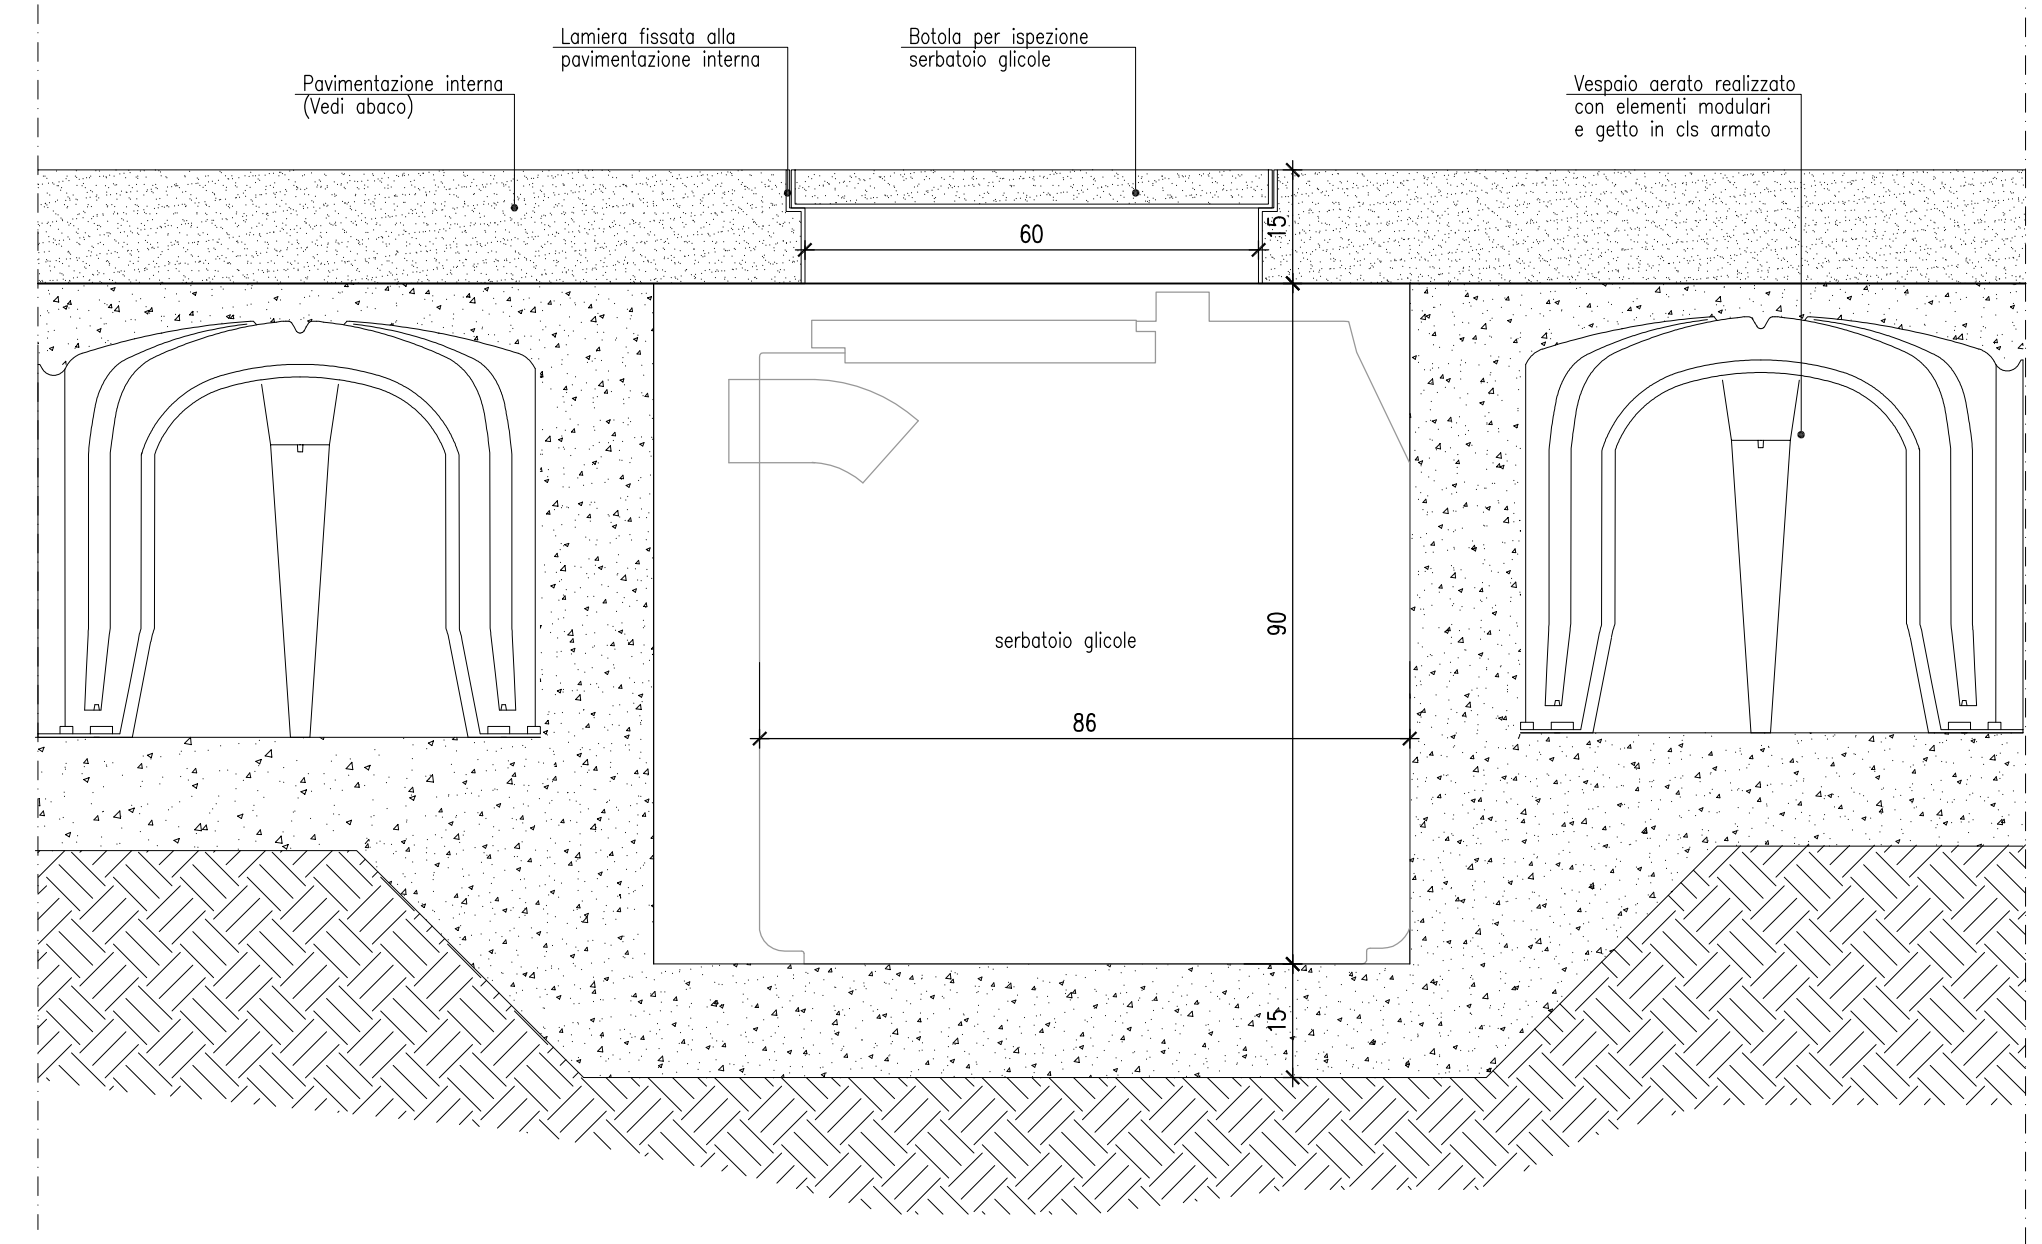 Lamiera fissata alla
pavimentazione interna
Botola per ispezione
serbatoio glicole
Pavimentazione interna
(Vedi abaco)
Vespaio aerato realizzato
con elementi modulari
e getto in cls armato
15
60
90
serbatoio glicole
86
15